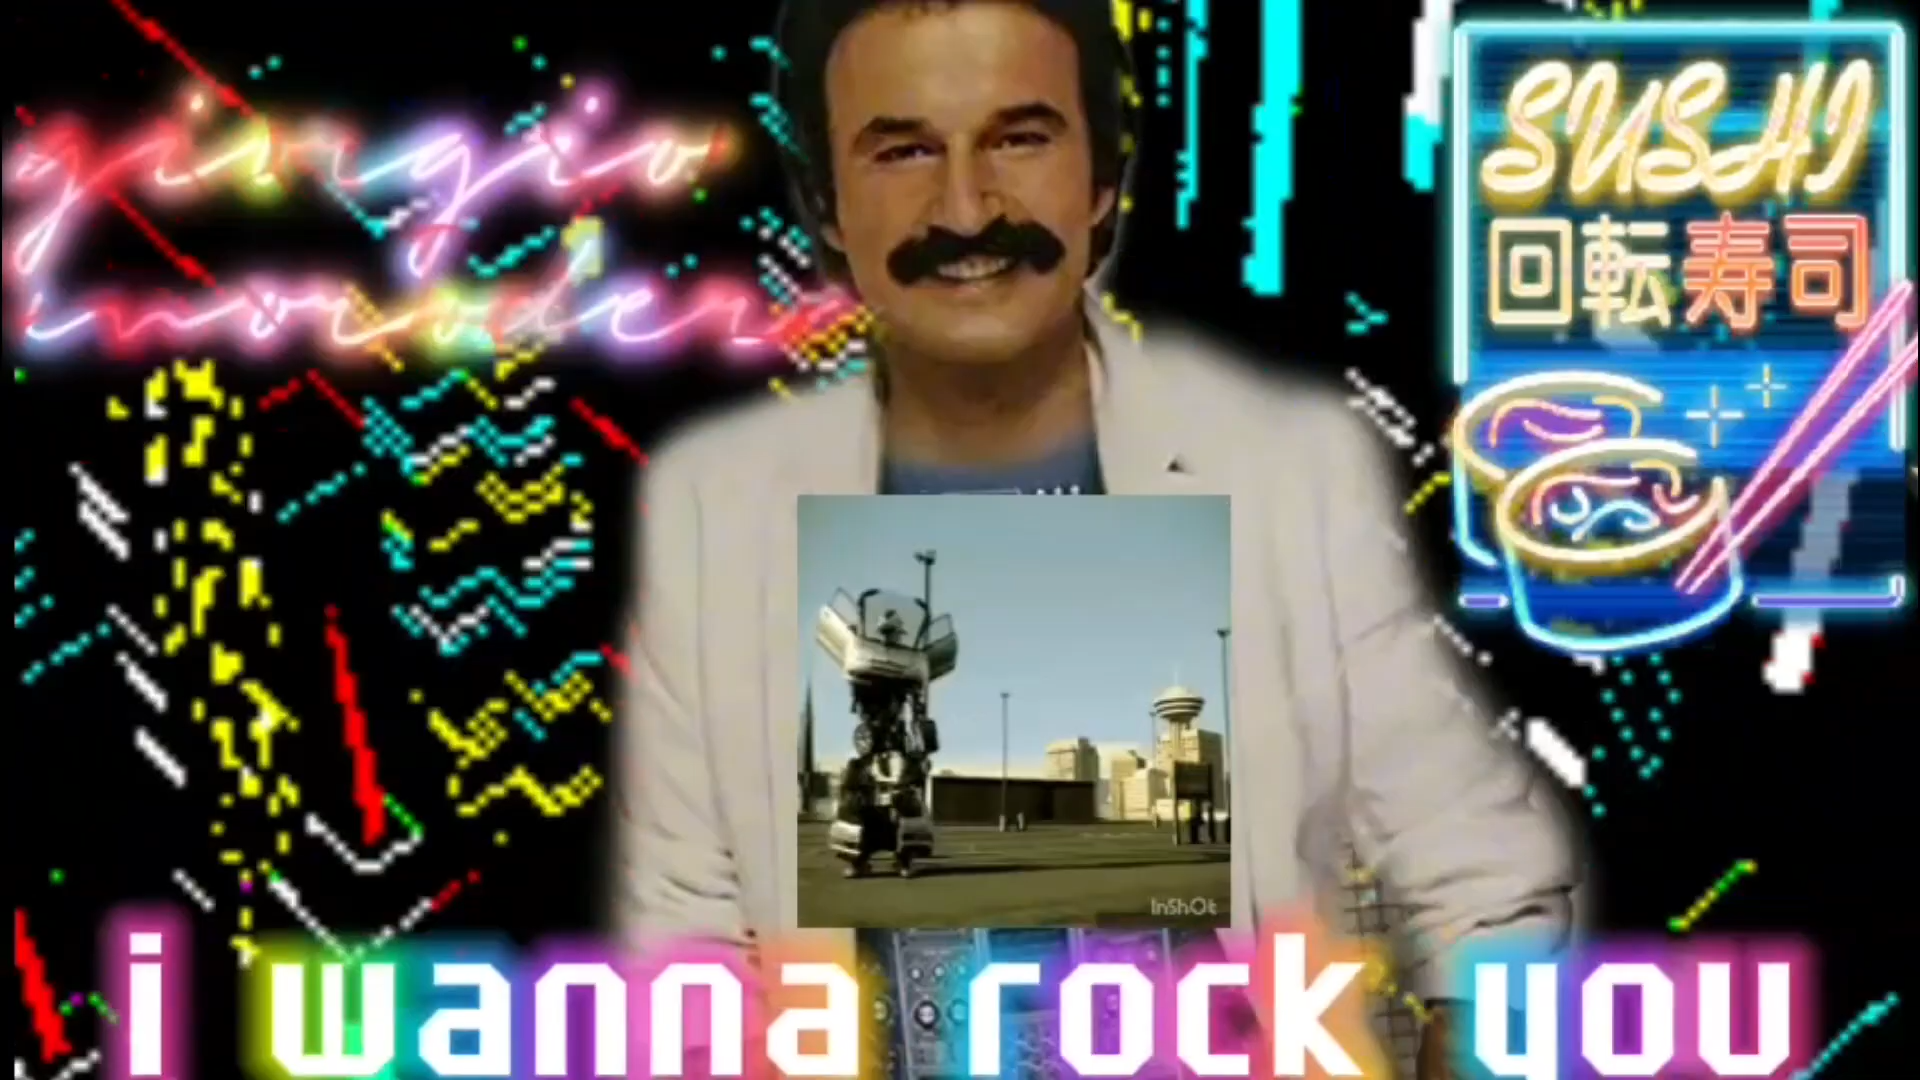 giorgio
moroder
SUSHI
回転寿司
InShOt
i wanna rock you